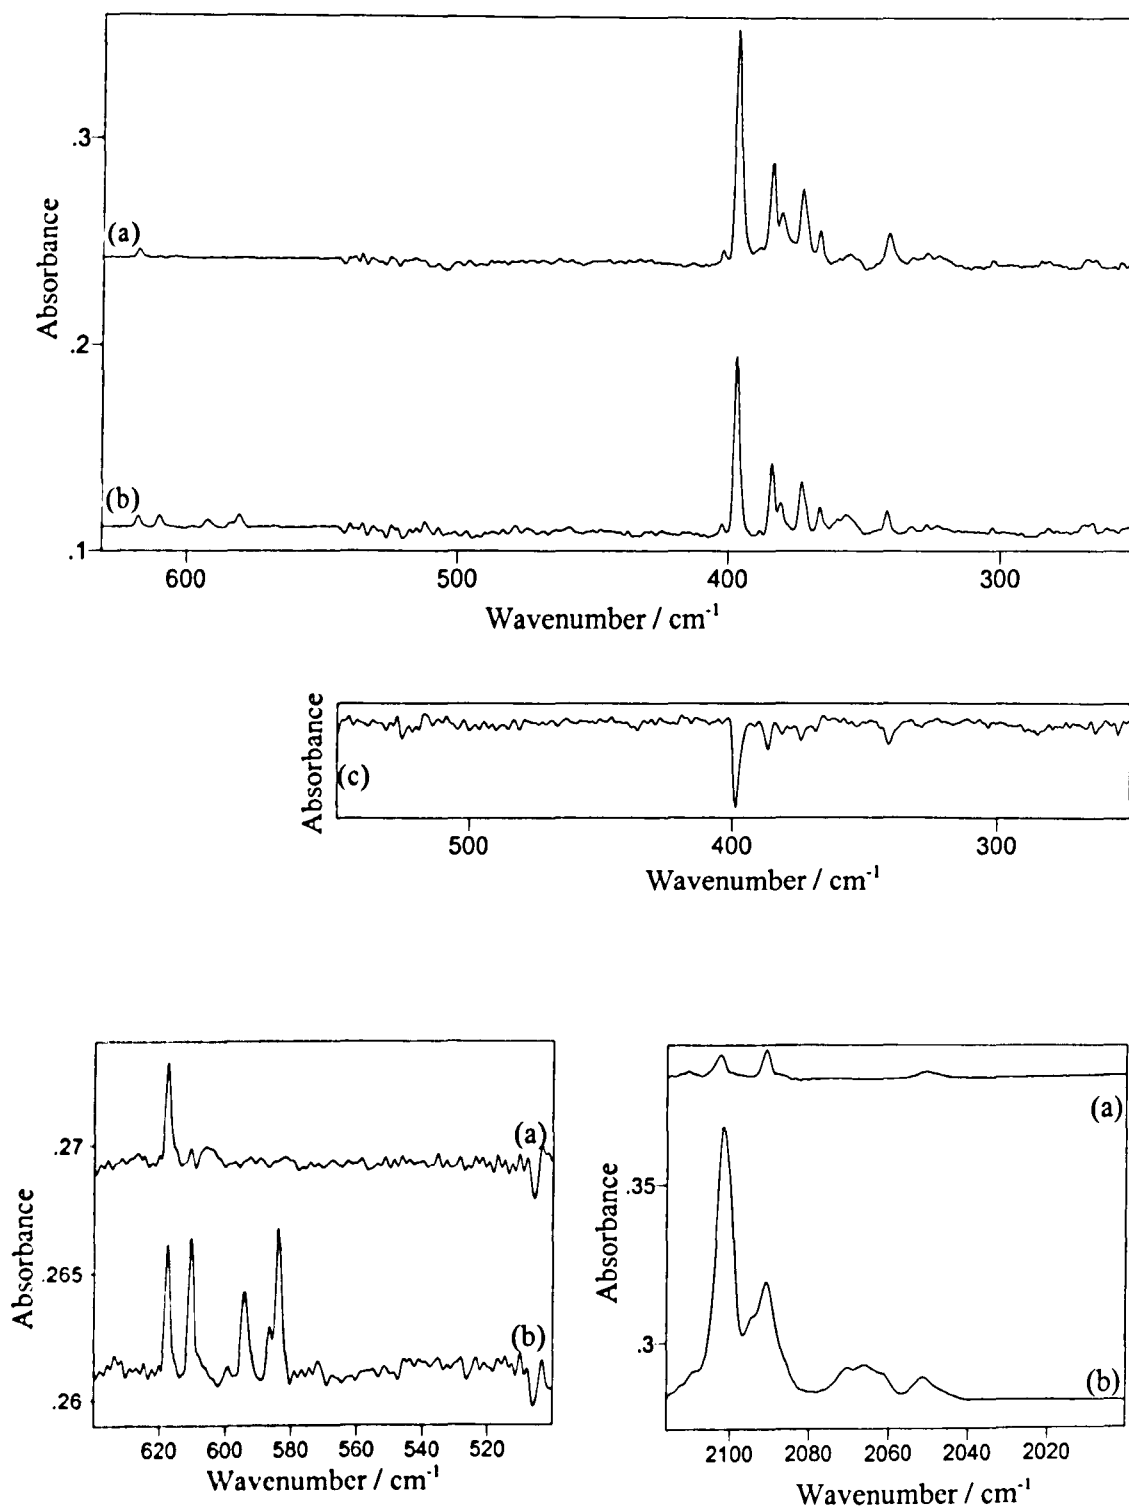 .3
(a)
Absorbance
.2
(b)
.1
600 500 400 300
Wavenumber / cm-1
Absorbance
(c)
500 400 300
Wavenumber / cm-1
.27
(a)
Absorbance
.265
(b)
.26
620 600 580 560 540 520
Wavenumber / cm-1
(a)
.35
Absorbance
.3
(b)
2100 2080 2060 2040 2020
Wavenumber / cm-1